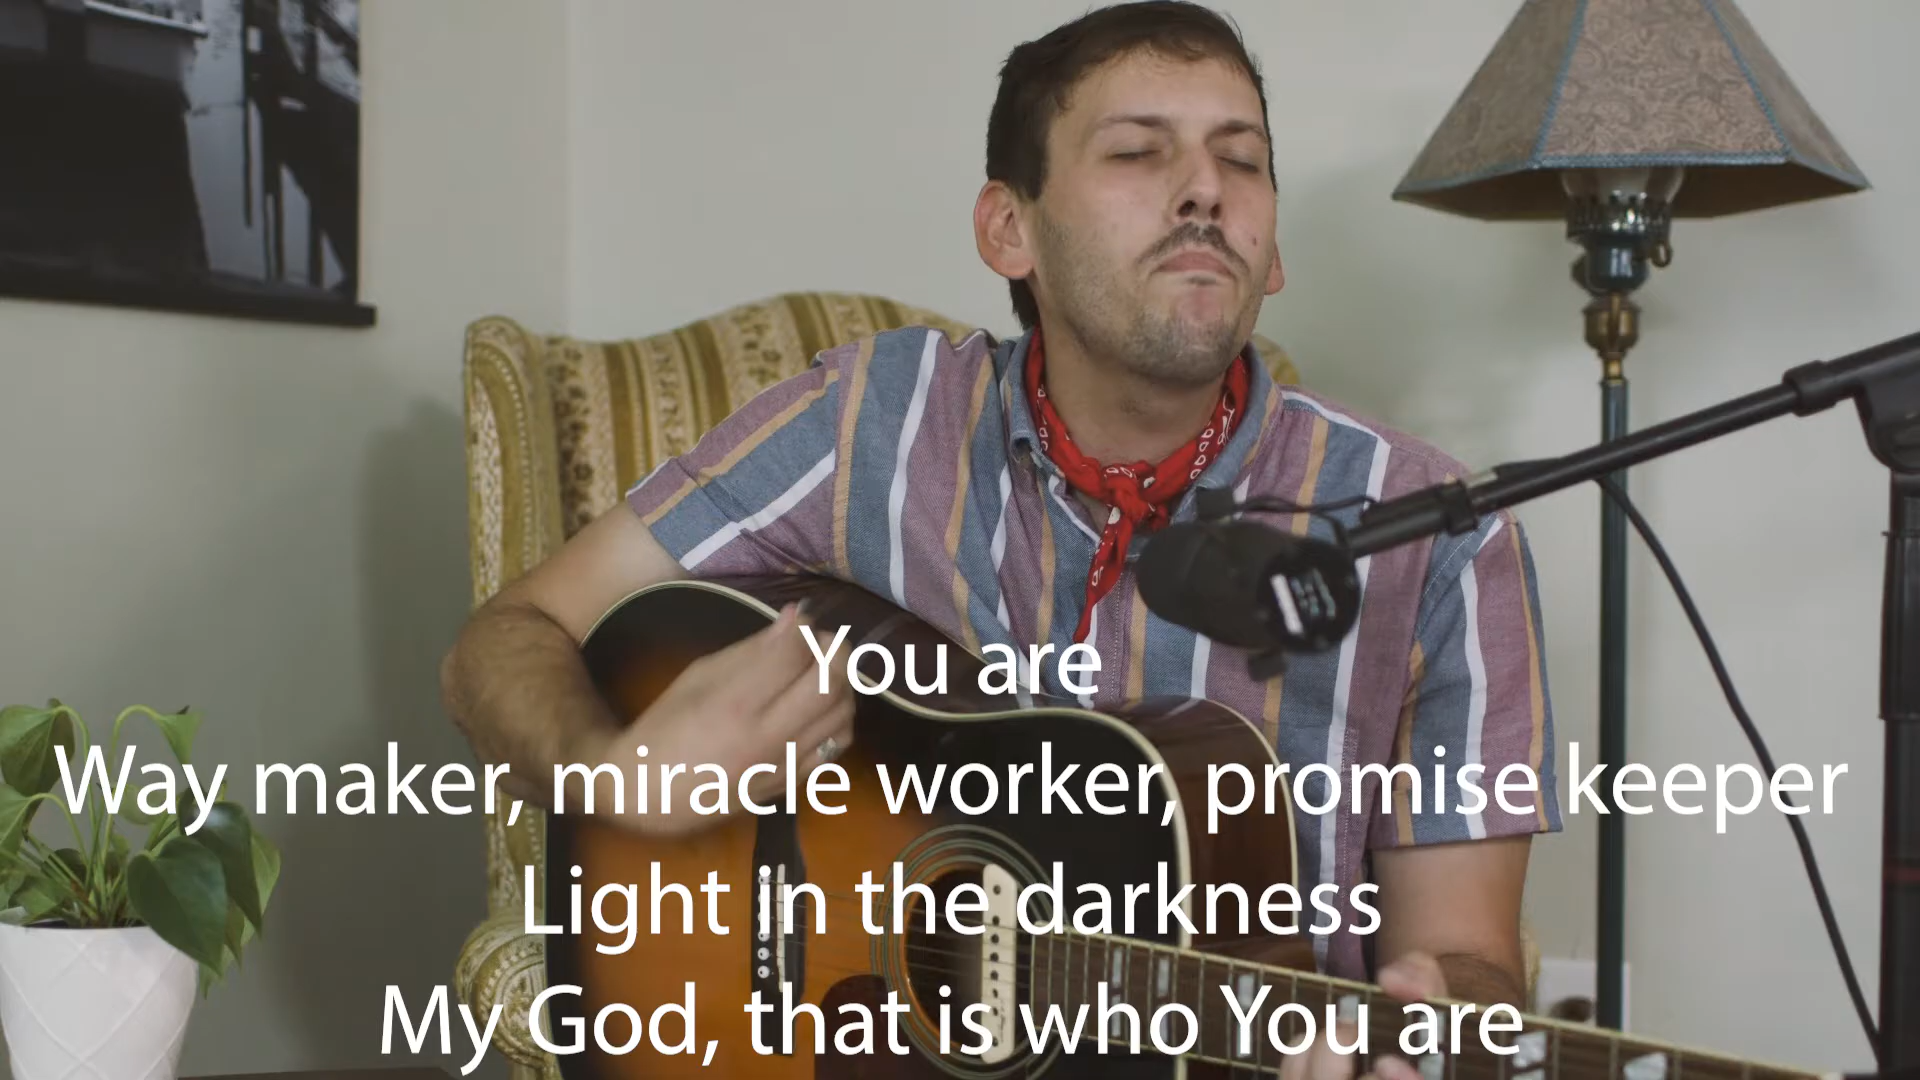 You are
Way maker, miracle worker, promise keeper
Light in the darkness
My God, that is who You are